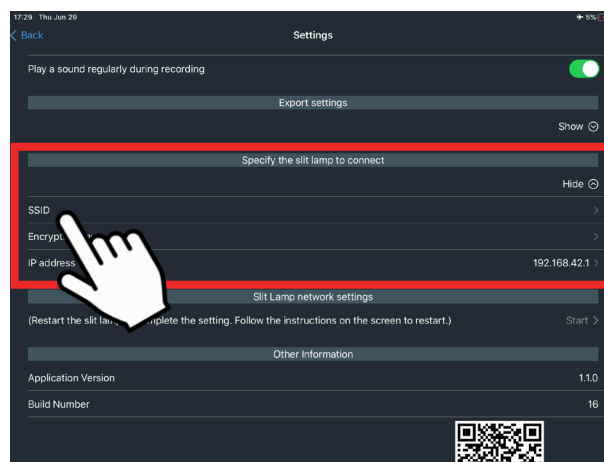 17:29 Thu Jun 29
5%
Back
Settings
Play a sound regularly during recording
Export settings
Show
Specify the slit lamp to connect
Hide
SSID
IP address 192.168.42.1
Slit Lamp network settings
(Restart the slit the setting. Follow the instructions on the screen to restart.) Start
Other Information
Application Version 1.1.0
Build Number 16